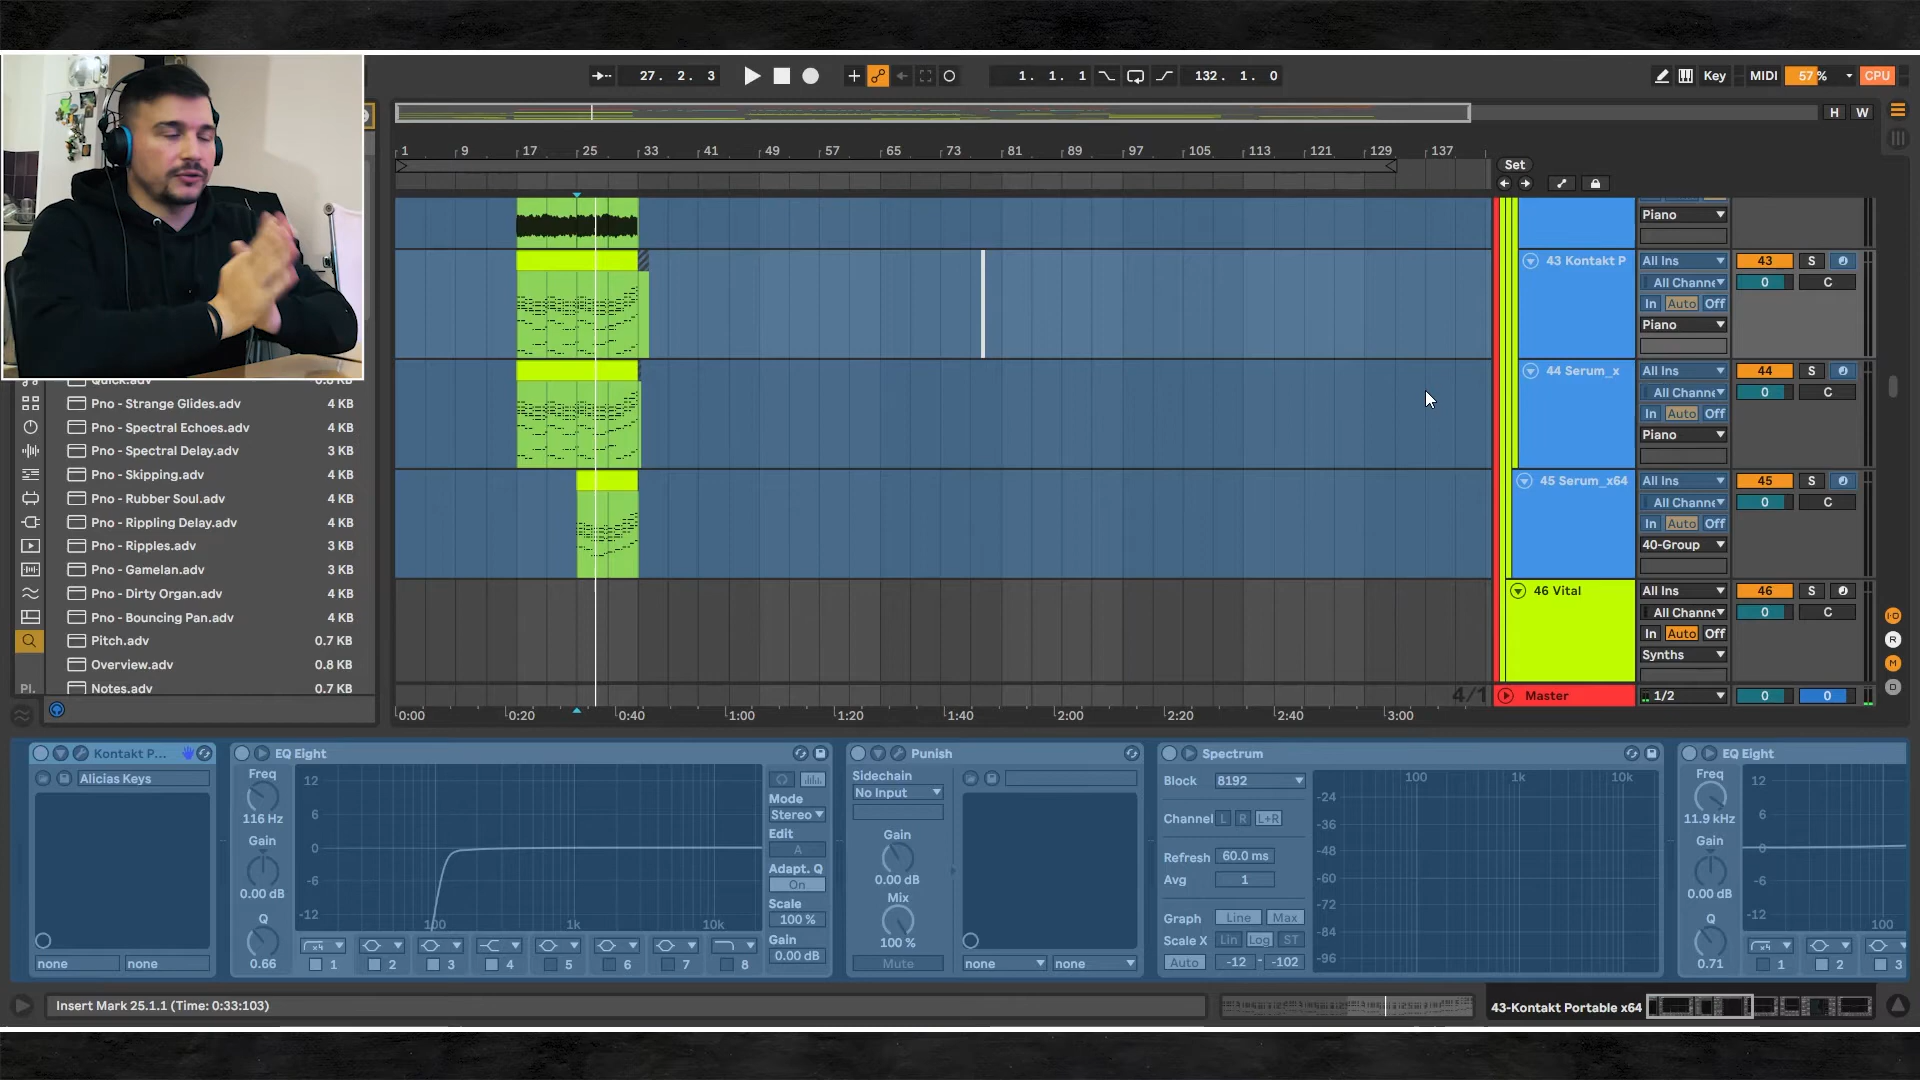 27. 2. 3
1. 1. 1
132. 1. 0
Key
MIDI
57 %
CPU
H W
1 9 17 25 33 41 49 57 65 73 81 89 97 105 113 121 129 137
Set
Piano
43 Kontakt P
All Ins
43
S
All Channe
0
C
In Auto Off
Piano
44 Serum_x
All Ins
44
S
All Channe
0
C
In Auto Off
Piano
45 Serum_x64
All Ins
45
S
All Channe
0
C
In Auto Off
40-Group
46 Vital
All Ins
46
S
All Channe
0
C
In Auto Off
Synths
4/1
Master
1/2
0
0
I·O
R
M
D
0:00 0:20 0:40 1:00 1:20 1:40 2:00 2:20 2:40 3:00
Pno - Strange Glides.adv 4 KB
Pno - Spectral Echoes.adv 4 KB
Pno - Spectral Delay.adv 3 KB
Pno - Skipping.adv 4 KB
Pno - Rubber Soul.adv 4 KB
Pno - Rippling Delay.adv 4 KB
Pno - Ripples.adv 3 KB
Pno - Gamelan.adv 4 KB
Pno - Dirty Organ.adv 4 KB
Pno - Bouncing Pan.adv 4 KB
Pitch.adv 0.7 KB
Overview.adv 0.8 KB
Notes.adv 0.7 KB
Pl.
Kontakt P...
Alicias Keys
none none
EQ Eight
Freq
116 Hz
Gain
0.00 dB
Q
0.66
12
6
0
-6
-12
100 1k 10k
x4
1 2 3 4 5 6 7 8
Mode
Stereo
Edit
A
Adapt. Q
On
Scale
100 %
Gain
0.00 dB
Punish
Sidechain
No Input
Gain
0.00 dB
Mix
100 %
Mute
none none
Spectrum
Block 8192
Channel L R L+R
Refresh 60.0 ms
Avg 1
Graph Line Max
Scale X Lin Log ST
Auto -12 - -102
100 1k 10k
-24
-36
-48
-60
-72
-84
-96
EQ Eight
Freq
11.9 kHz
Gain
0.00 dB
Q
0.71
12
6
0
-6
-12
100
x4
1 2 3
Insert Mark 25.1.1 (Time: 0:33:103)
43-Kontakt Portable x64